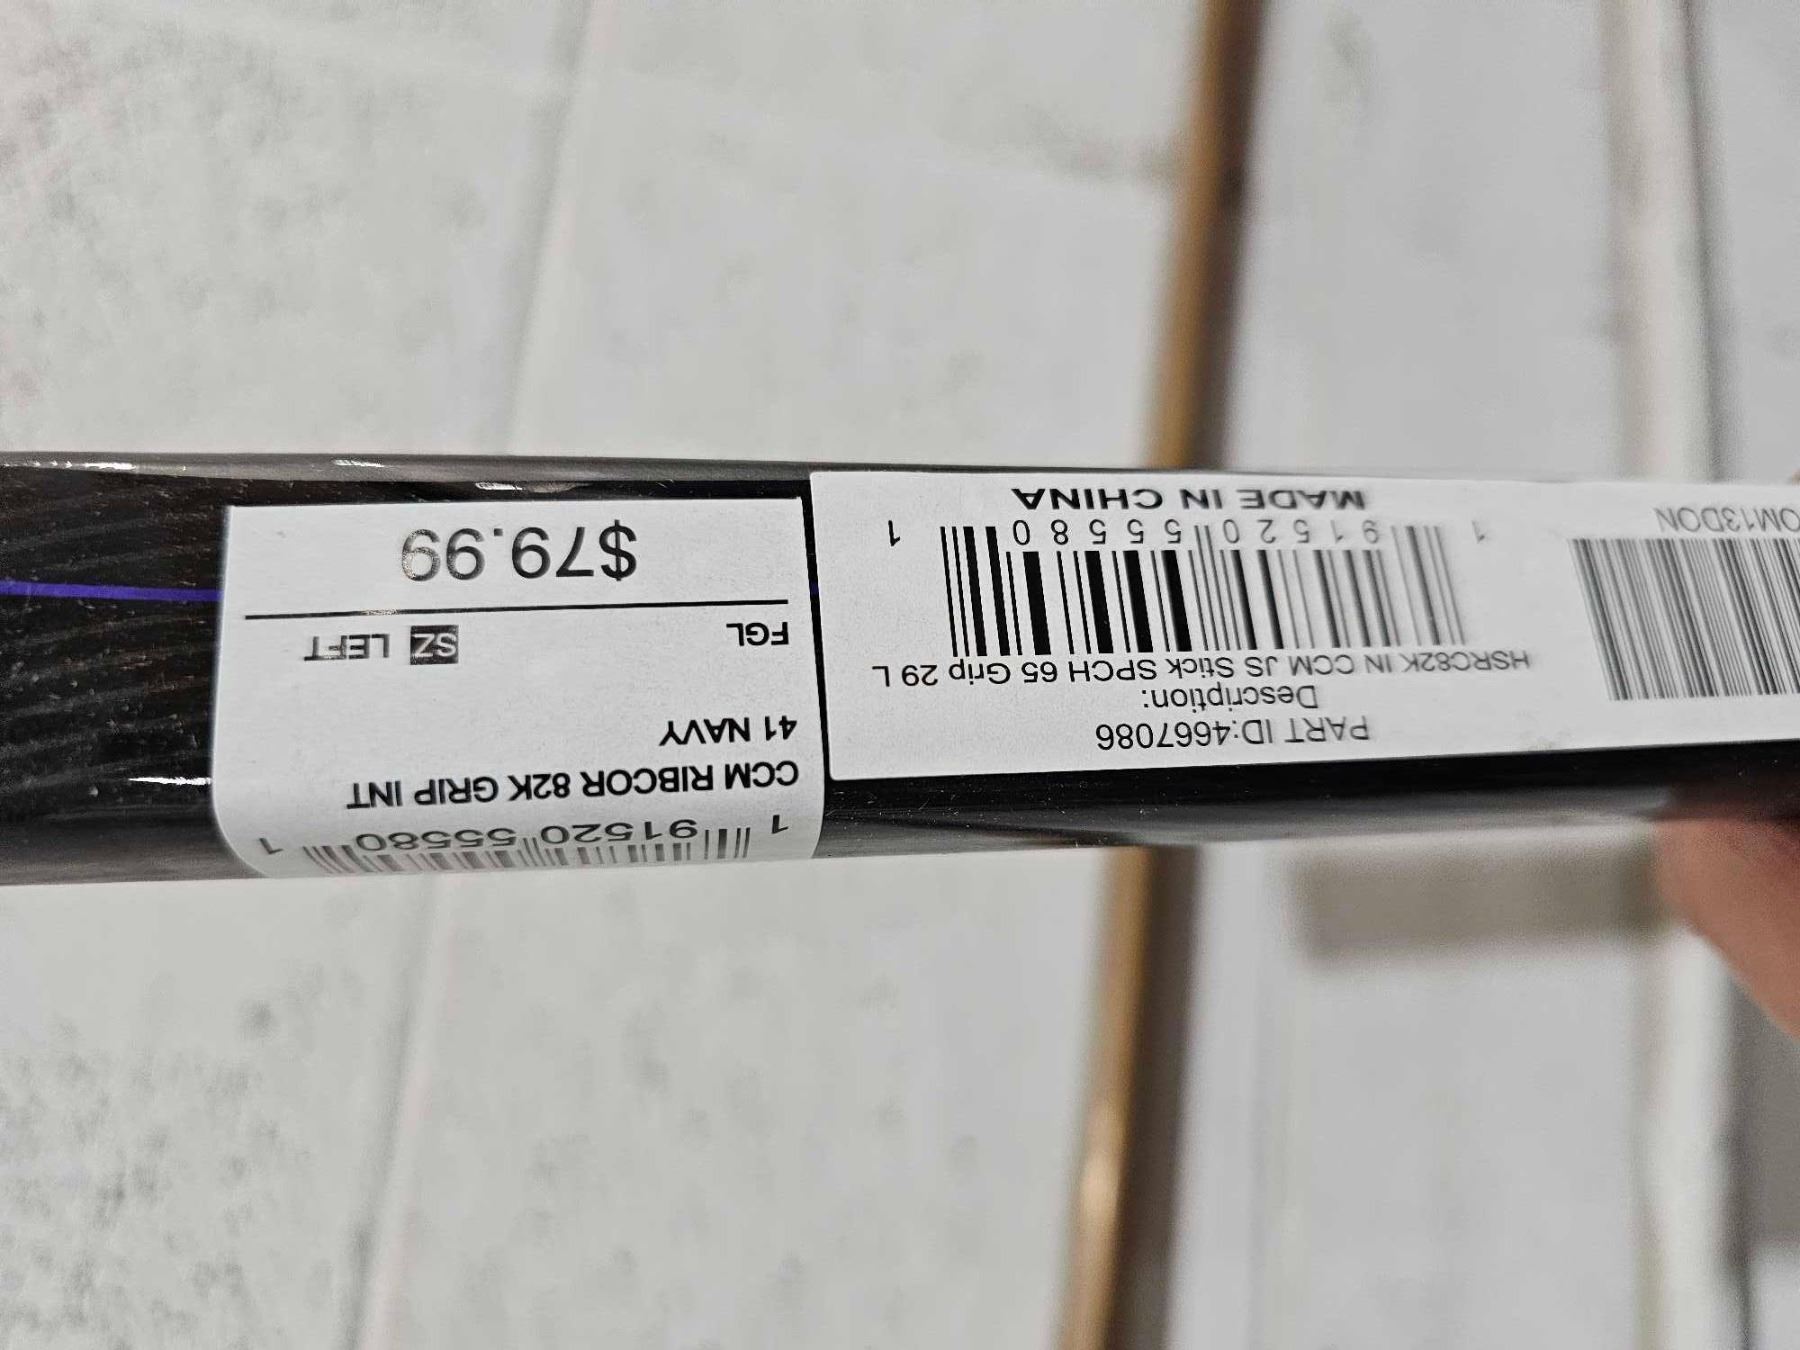 OM13DON
PART ID:4667086
Description:
HSRC82K IN CCM JS Stick SPCH 65 Grip 29 L
1 91520 55580 1
MADE IN CHINA
1 91520 55580 1
CCM RIBCOR 82K GRIP INT
41 NAVY
FGL SZ LEFT
$79.99